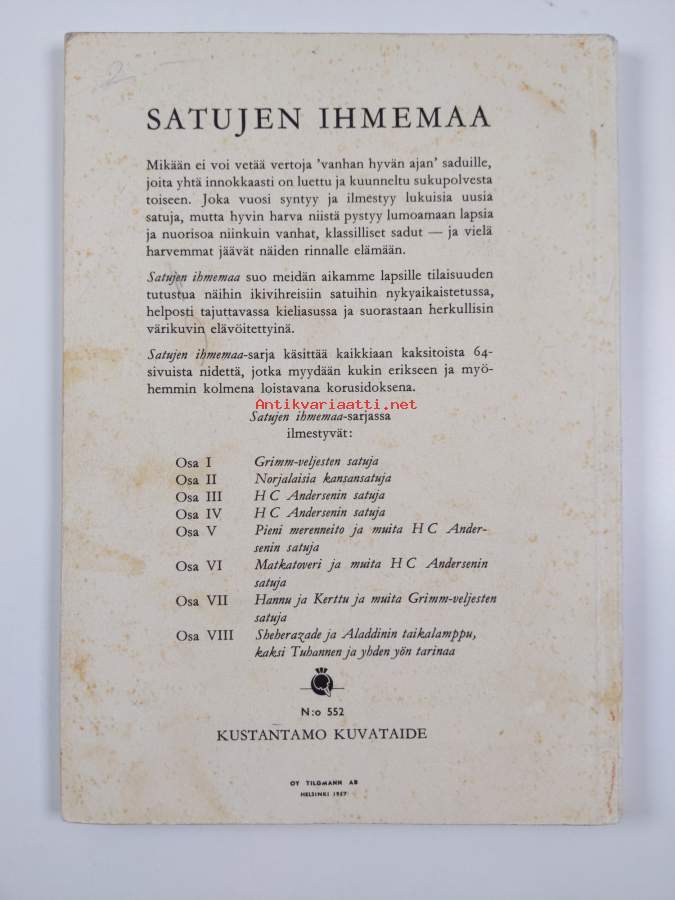 2
SATUJEN IHMEMAA
Mikään ei voi vetää vertoja 'vanhan hyvän ajan' saduille,
joita yhtä innokkaasti on luettu ja kuunneltu sukupolvesta
toiseen. Joka vuosi syntyy ja ilmestyy lukuisia uusia
satuja, mutta hyvin harva niistä pystyy lumoamaan lapsia
ja nuorisoa niinkuin vanhat, klassilliset sadut — ja vielä
harvemmat jäävät näiden rinnalle elämään.
Satujen ihmemaa suo meidän aikamme lapsille tilaisuuden
tutustua näihin ikivihreisiin satuihin nykyaikaistetussa,
helposti tajuttavassa kieliasussa ja suorastaan herkullisin
värikuvin elävöitettyinä.
Satujen ihmemaa-sarja käsittää kaikkiaan kaksitoista 64-
sivuista nidettä, jotka myydään kukin erikseen ja myö-
hemmin kolmena loistavana korusidoksena.
Antikvariaatti.net
Satujen ihmemaa-sarjassa
ilmestyvät:
Osa I Grimm-veljesten satuja
Osa II Norjalaisia kansansatuja
Osa III H C Andersenin satuja
Osa IV H C Andersenin satuja
Osa V Pieni merenneito ja muita H C Ander-
senin satuja
Osa VI Matkatoveri ja muita H C Andersenin
satuja
Osa VII Hannu ja Kerttu ja muita Grimm-veljesten
satuja
Osa VIII Sheherazade ja Aladdinin taikalamppu,
kaksi Tuhannen ja yhden yön tarinaa
N:o 552
KUSTANTAMO KUVATAIDE
OY TILGMANN AB
HELSINKI 1957